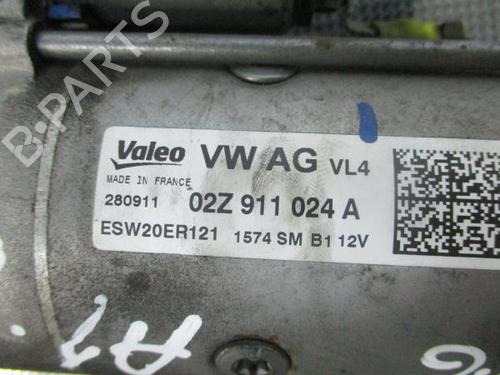 B-PARTS
Valeo VW AG VL4
MADE IN FRANCE
280911 02Z 911 024 A
ESW20ER121 1574 SM B1 12V